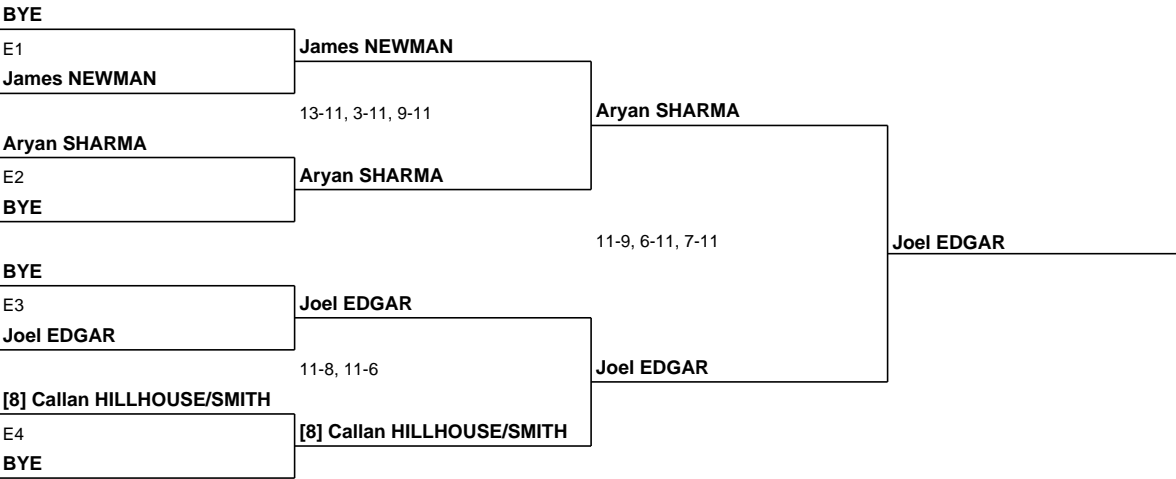 BYE
E1
James NEWMAN
James NEWMAN
13-11, 3-11, 9-11
Aryan SHARMA
Aryan SHARMA
E2
Aryan SHARMA
BYE
11-9, 6-11, 7-11
Joel EDGAR
BYE
E3
Joel EDGAR
Joel EDGAR
11-8, 11-6
Joel EDGAR
[8] Callan HILLHOUSE/SMITH
E4
[8] Callan HILLHOUSE/SMITH
BYE